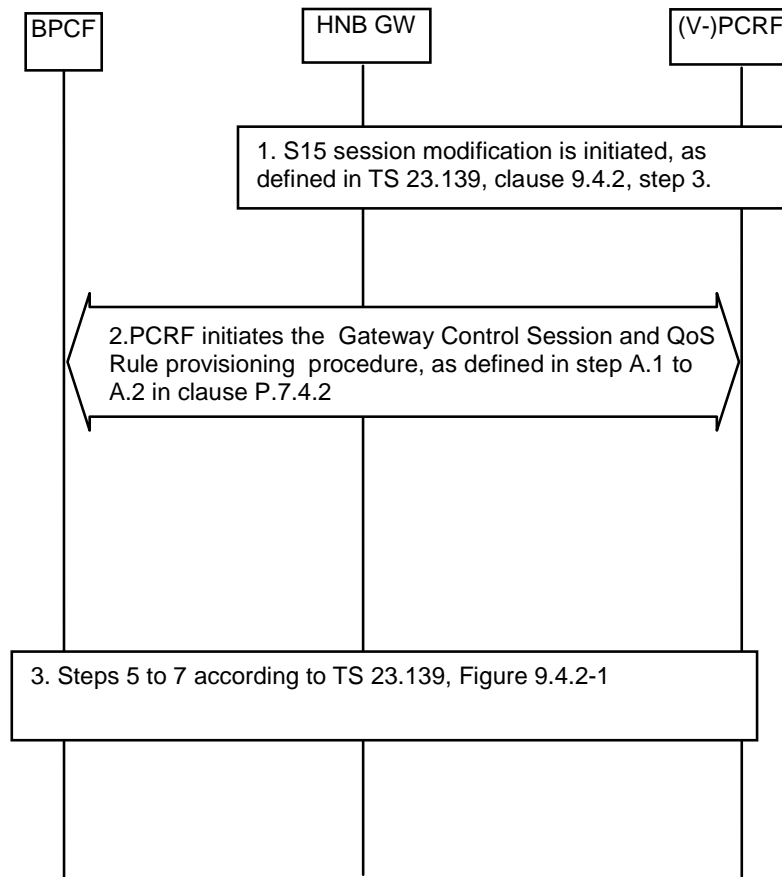 BPCF
HNB GW
(V-)PCRF
1. S15 session modification is initiated, as
defined in TS 23.139, clause 9.4.2, step 3.
2.PCRF initiates the Gateway Control Session and QoS
Rule provisioning procedure, as defined in step A.1 to
A.2 in clause P.7.4.2
3. Steps 5 to 7 according to TS 23.139, Figure 9.4.2-1